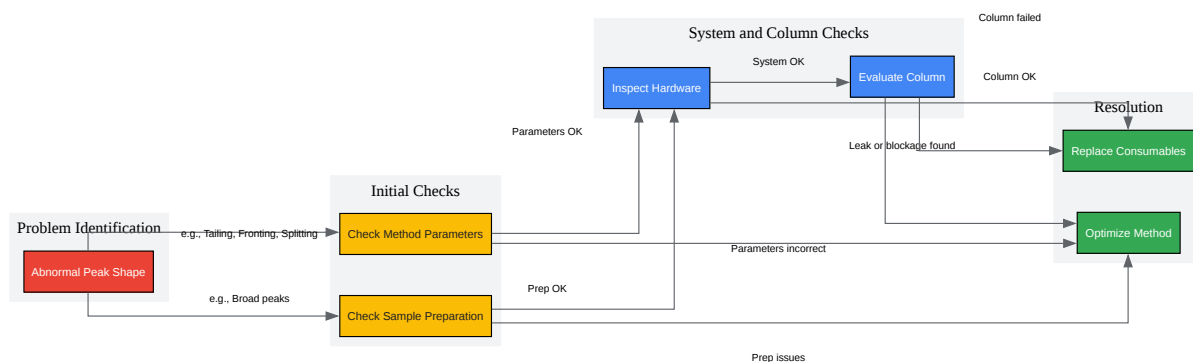 Column failed
System and Column Checks
System OK
Evaluate Column
Column OK
Inspect Hardware
Resolution
Parameters OK
Leak or blockage found
Replace Consumables
Initial Checks
Problem Identification
e.g., Tailing, Fronting, Splitting
Check Method Parameters
Optimize Method
Parameters incorrect
Abnormal Peak Shape
Prep OK
e.g., Broad peaks
Check Sample Preparation
Prep issues